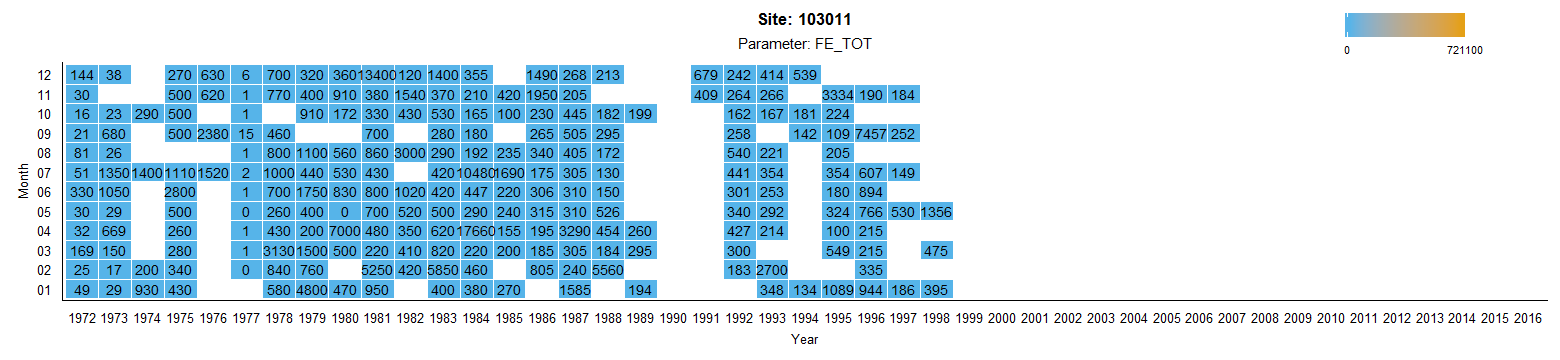 Site: 103011
Parameter: FE_TOT
0 721100
12 144 38 270 630 6 700 320 360 13400 120 1400 355 1490 268 213 679 242 414 539
11 30 500 620 1 770 400 910 380 1540 370 210 420 1950 205 409 264 266 3334 190 184
10 16 23 290 500 1 910 172 330 430 530 165 100 230 445 182 199 162 167 181 224
09 21 680 500 2380 15 460 700 280 180 265 505 295 258 142 109 7457 252
08 81 26 1 800 1100 560 860 3000 290 192 235 340 405 172 540 221 205
07 51 1350 1400 1110 1520 2 1000 440 530 430 420 10480 1690 175 305 130 441 354 354 607 149
06 330 1050 2800 1 700 1750 830 800 1020 420 447 220 306 310 150 301 253 180 894
05 30 29 500 0 260 400 0 700 520 500 290 240 315 310 526 340 292 324 766 530 1356
04 32 669 260 1 430 200 7000 480 350 620 17660 155 195 3290 454 260 427 214 100 215
03 169 150 280 1 3130 1500 500 220 410 820 220 200 185 305 184 295 300 549 215 475
02 25 17 200 340 0 840 760 5250 420 5850 460 805 240 5560 183 2700 335
01 49 29 930 430 580 4800 470 950 400 380 270 1585 194 348 134 1089 944 186 395
Month
1972 1973 1974 1975 1976 1977 1978 1979 1980 1981 1982 1983 1984 1985 1986 1987 1988 1989 1990 1991 1992 1993 1994 1995 1996 1997 1998 1999 2000 2001 2002 2003 2004 2005 2006 2007 2008 2009 2010 2011 2012 2013 2014 2015 2016
Year